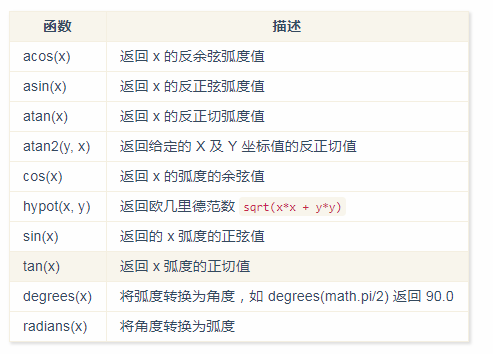 函数 描述
acos(x) 返回 x 的反余弦弧度值
asin(x) 返回 x 的反正弦弧度值
atan(x) 返回 x 的反正切弧度值
atan2(y, x) 返回给定的 X 及 Y 坐标值的反正切值
cos(x) 返回 x 的弧度的余弦值
hypot(x, y) 返回欧几里德范数 sqrt(x*x + y*y)
sin(x) 返回的 x 弧度的正弦值
tan(x) 返回 x 弧度的正切值
degrees(x) 将弧度转换为角度，如 degrees(math.pi/2) 返回 90.0
radians(x) 将角度转换为弧度